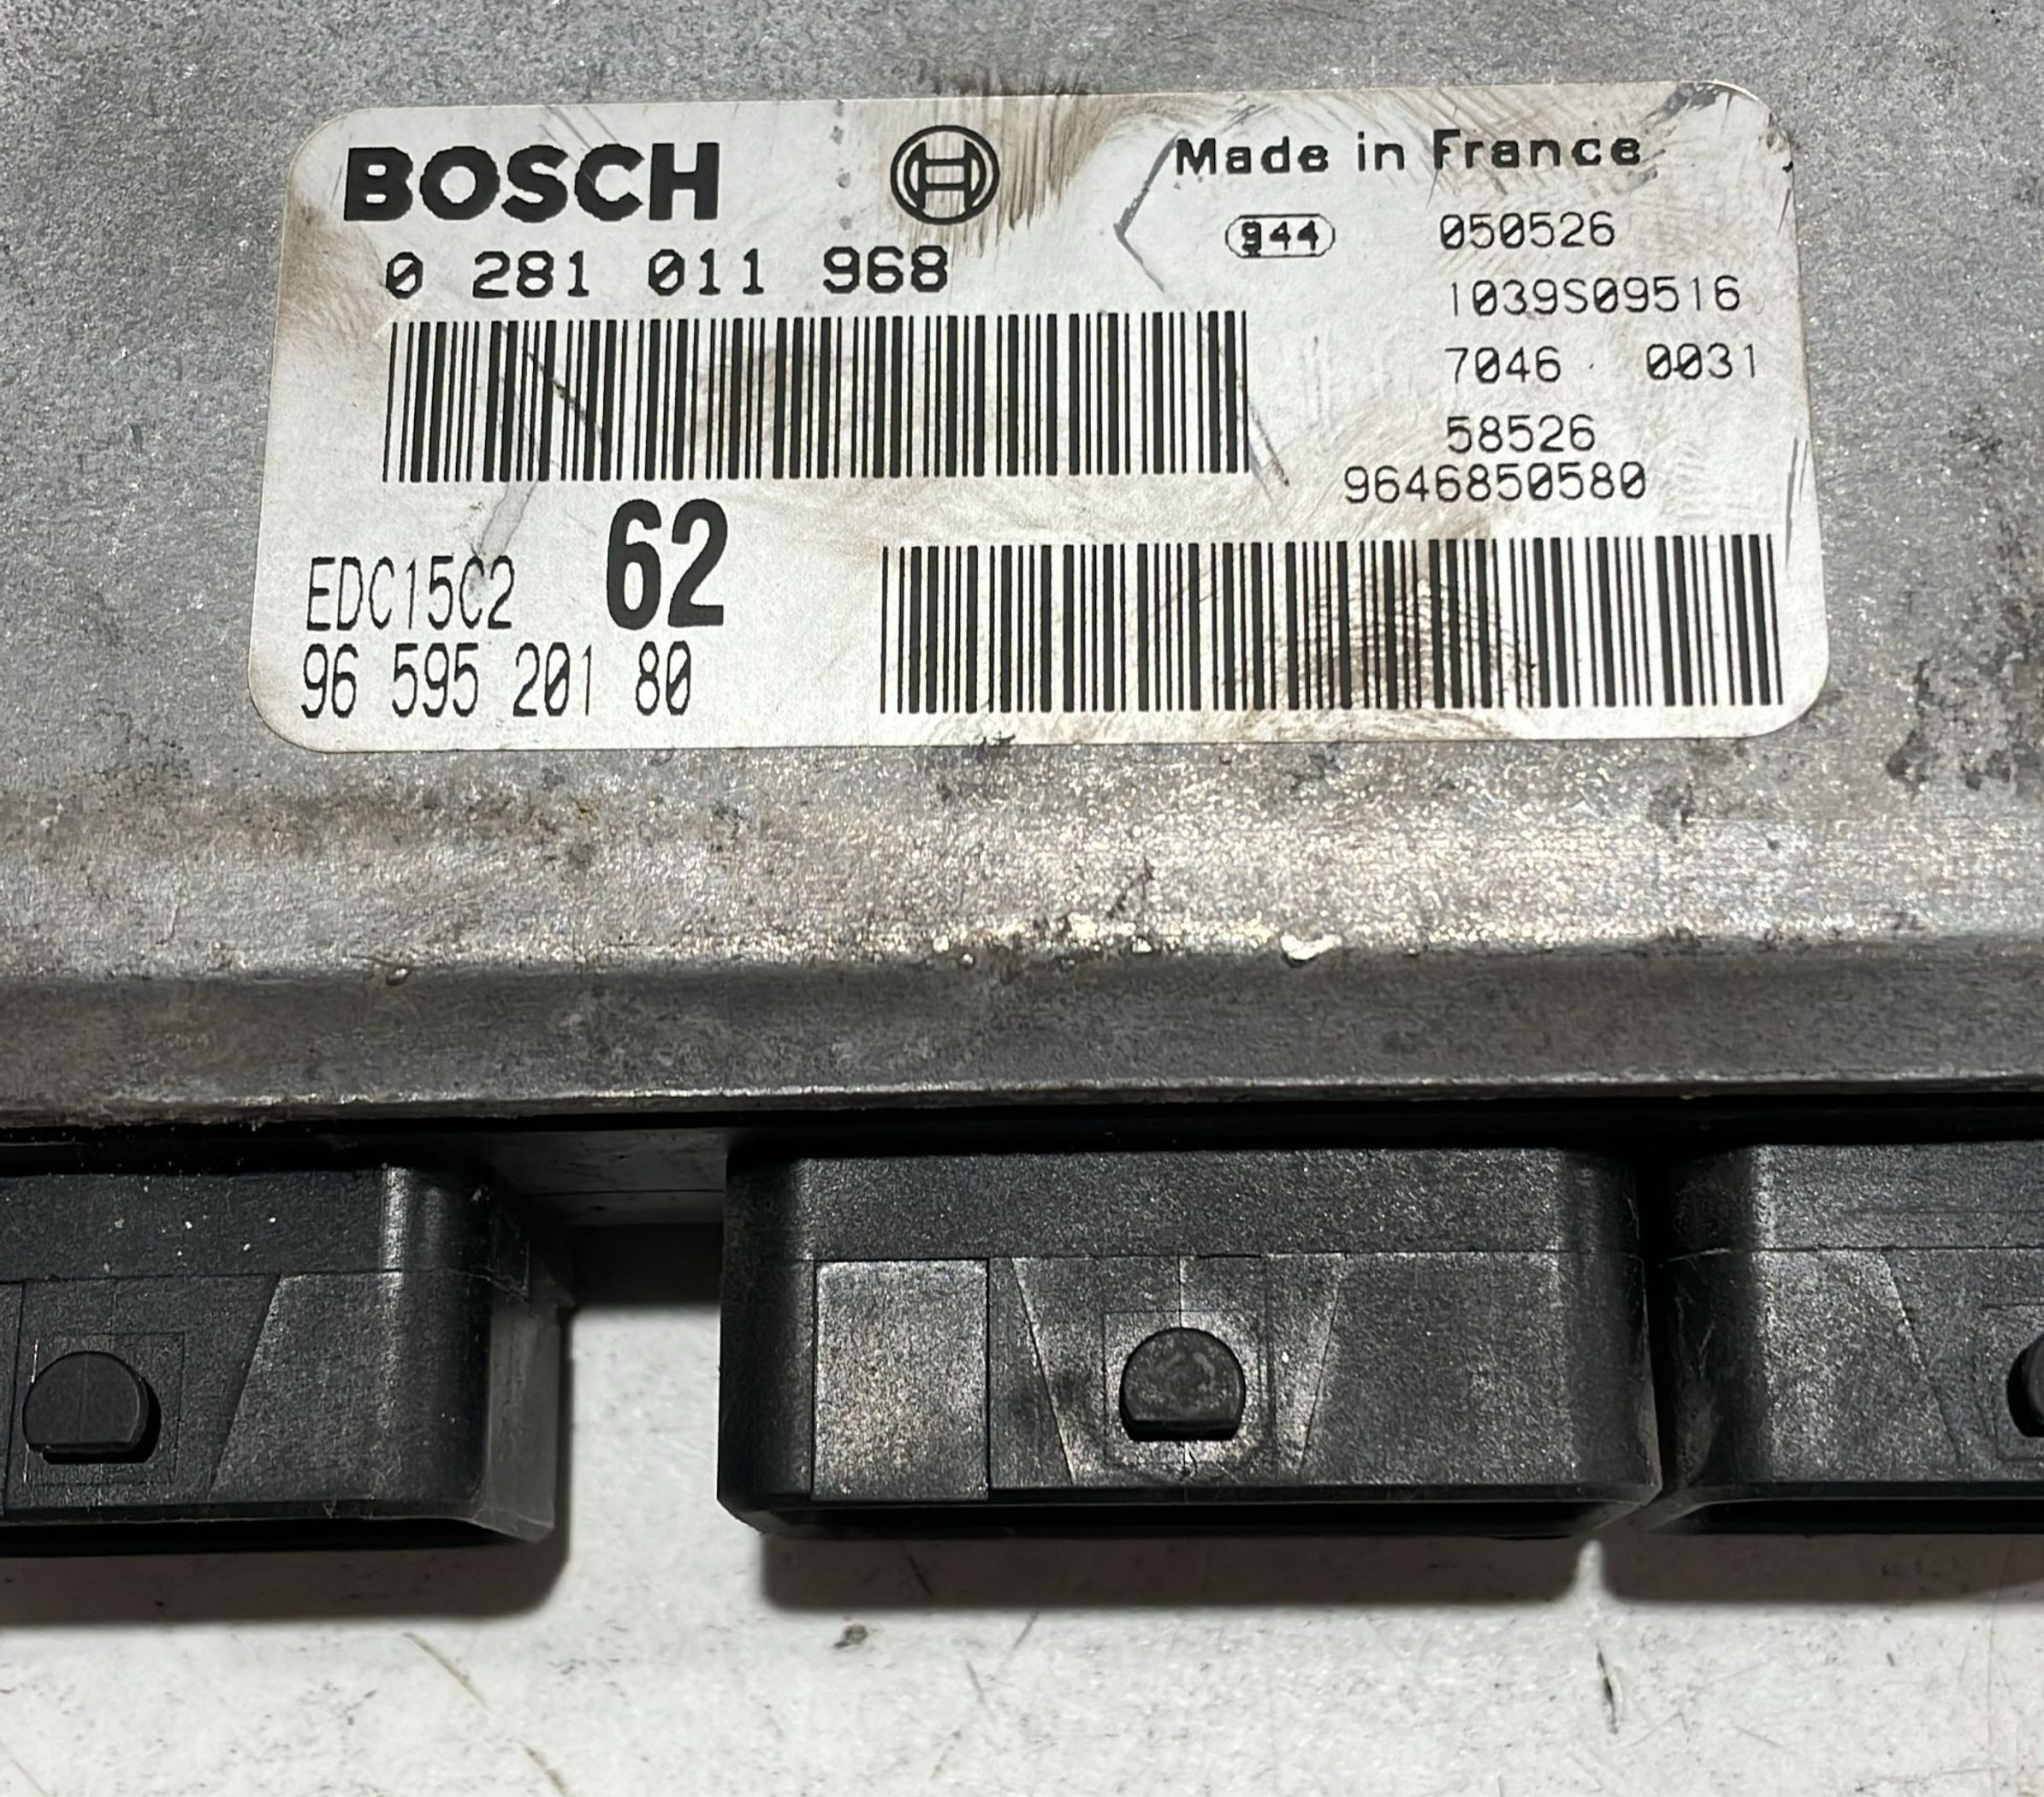 BOSCH
0 281 011 968
Made in France
944 050526
1039S09516
7046 0031
58526
9646850580
EDC15C2 62
96 595 201 80